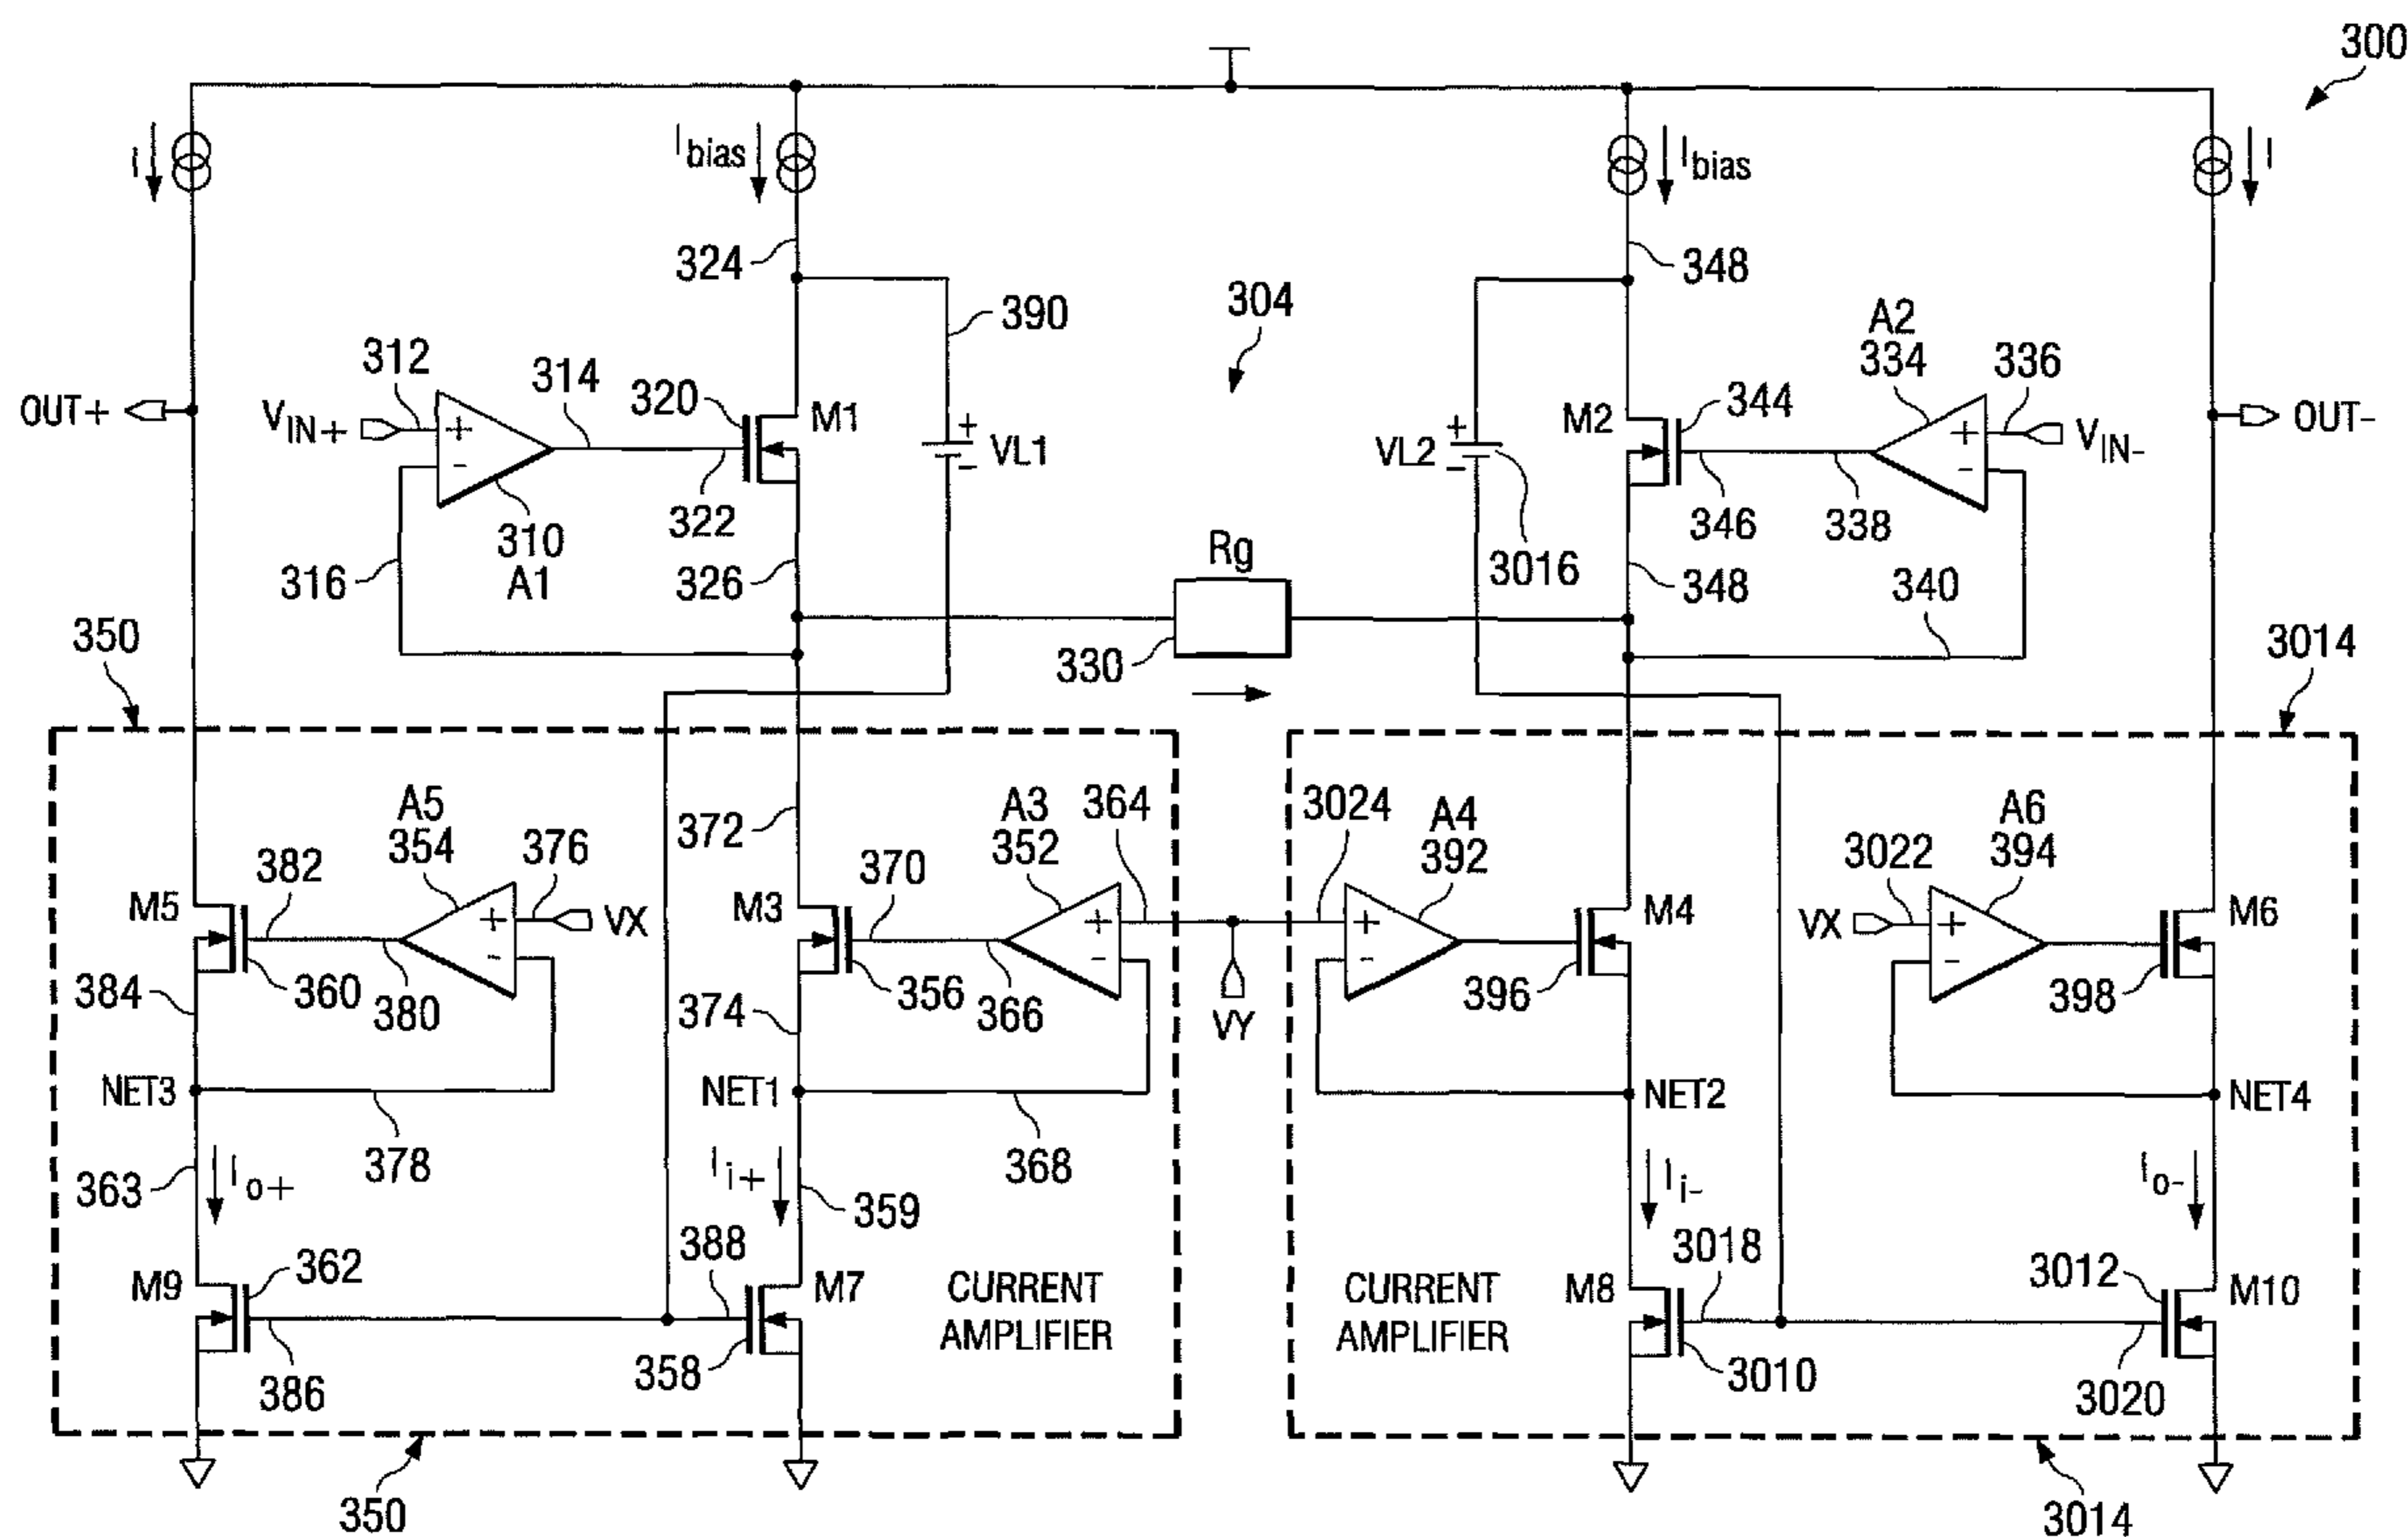 300
I
I bias
I bias
I
324
348
390
304
A2
334
336
312
314
320
M1
M2
344
OUT+
VIN+
+
-
+
VL1
-
+
VL2
-
+
-
VIN-
OUT-
322
346
338
310
A1
316
326
Rg
3016
348
340
350
330
3014
372
A5
354
376
382
A3
352
364
370
3024
A4
392
A6
394
3022
M5
+
-
VX
M3
+
-
+
-
M4
VX
+
-
M6
384
360
380
374
356
366
VY
396
398
NET3
NET1
NET2
NET4
363
Io+
378
Ii+
359
368
Ii-
Io-
388
3018
M9
362
M7
CURRENT
AMPLIFIER
CURRENT
AMPLIFIER
M8
3012
M10
386
358
3010
3020
350
3014